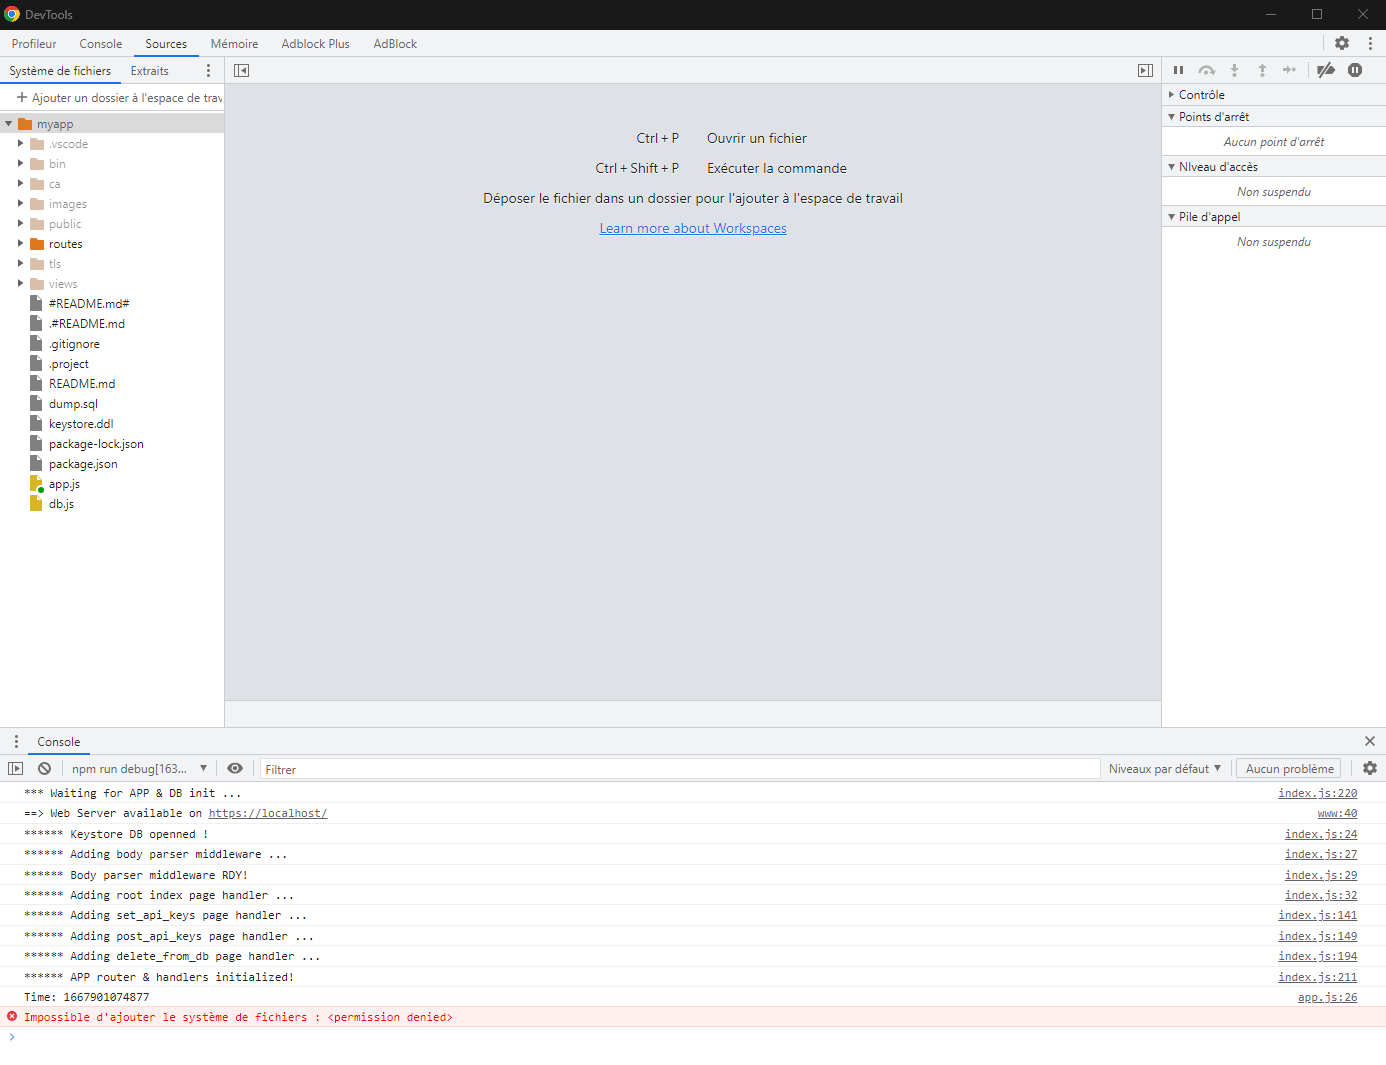 DevTools
Profileur Console Sources Mémoire Adblock Plus AdBlock
Système de fichiers Extraits
Ajouter un dossier à l'espace de trav
myapp
.vscode
bin
ca
images
public
routes
tls
views
#README.md#
.#README.md
.gitignore
.project
README.md
dump.sql
keystore.ddl
package-lock.json
package.json
app.js
db.js
Ctrl + P Ouvrir un fichier
Ctrl + Shift + P Exécuter la commande
Déposer le fichier dans un dossier pour l'ajouter à l'espace de travail
Learn more about Workspaces
Contrôle
Points d'arrêt
Aucun point d'arrêt
NIveau d'accès
Non suspendu
Pile d'appel
Non suspendu
Console
npm run debug[163... Filtrer Niveaux par défaut Aucun problème
*** Waiting for APP & DB init ... index.js:220
==> Web Server available on https://localhost/ www:40
****** Keystore DB openned ! index.js:24
****** Adding body parser middleware ... index.js:27
****** Body parser middleware RDY! index.js:29
****** Adding root index page handler ... index.js:32
****** Adding set_api_keys page handler ... index.js:141
****** Adding post_api_keys page handler ... index.js:149
****** Adding delete_from_db page handler ... index.js:194
****** APP router & handlers initialized! index.js:211
Time: 1667901074877 app.js:26
Impossible d'ajouter le système de fichiers : <permission denied>